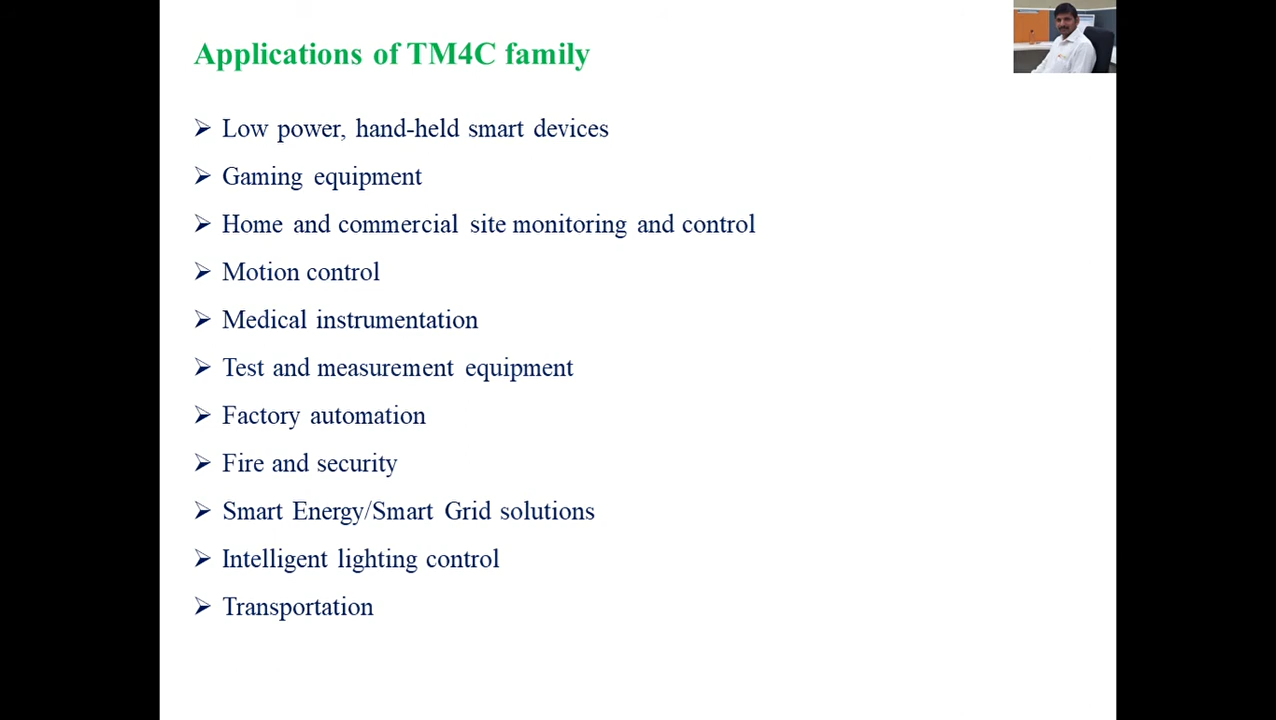 Applications of TM4C family
Low power, hand-held smart devices
Gaming equipment
Home and commercial site monitoring and control
Motion control
Medical instrumentation
Test and measurement equipment
Factory automation
Fire and security
Smart Energy/Smart Grid solutions
Intelligent lighting control
Transportation